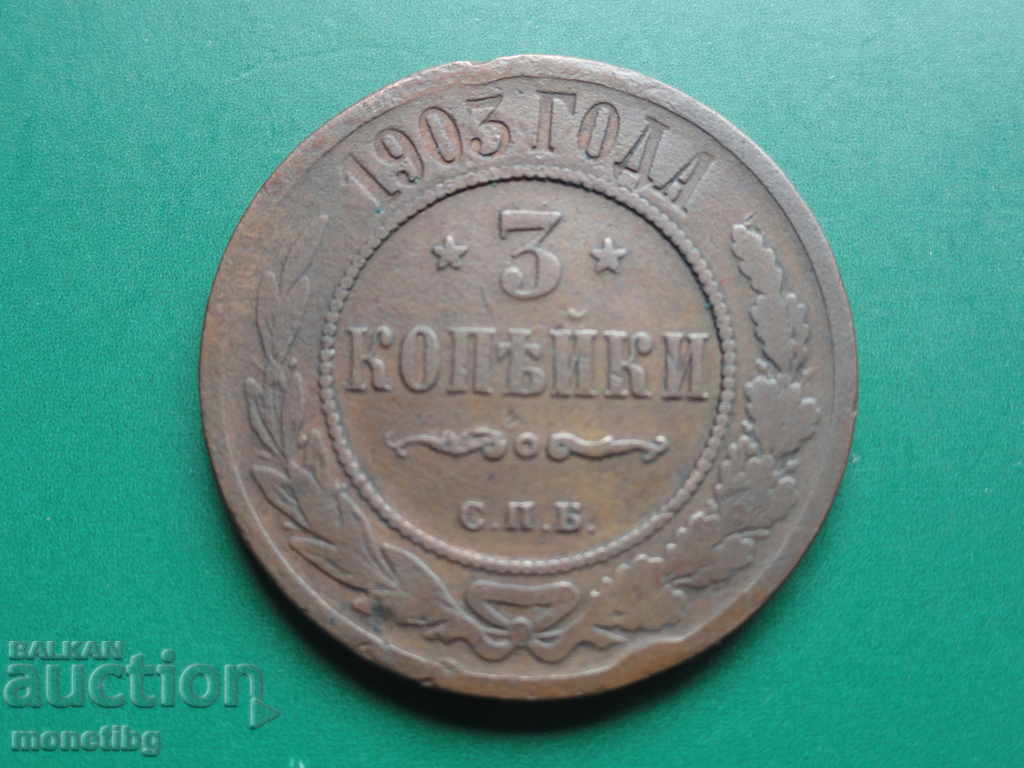 1903 ГОДА
3
КОПѢЙКИ
С.П.Б.
BALKAN
auction
monetibg